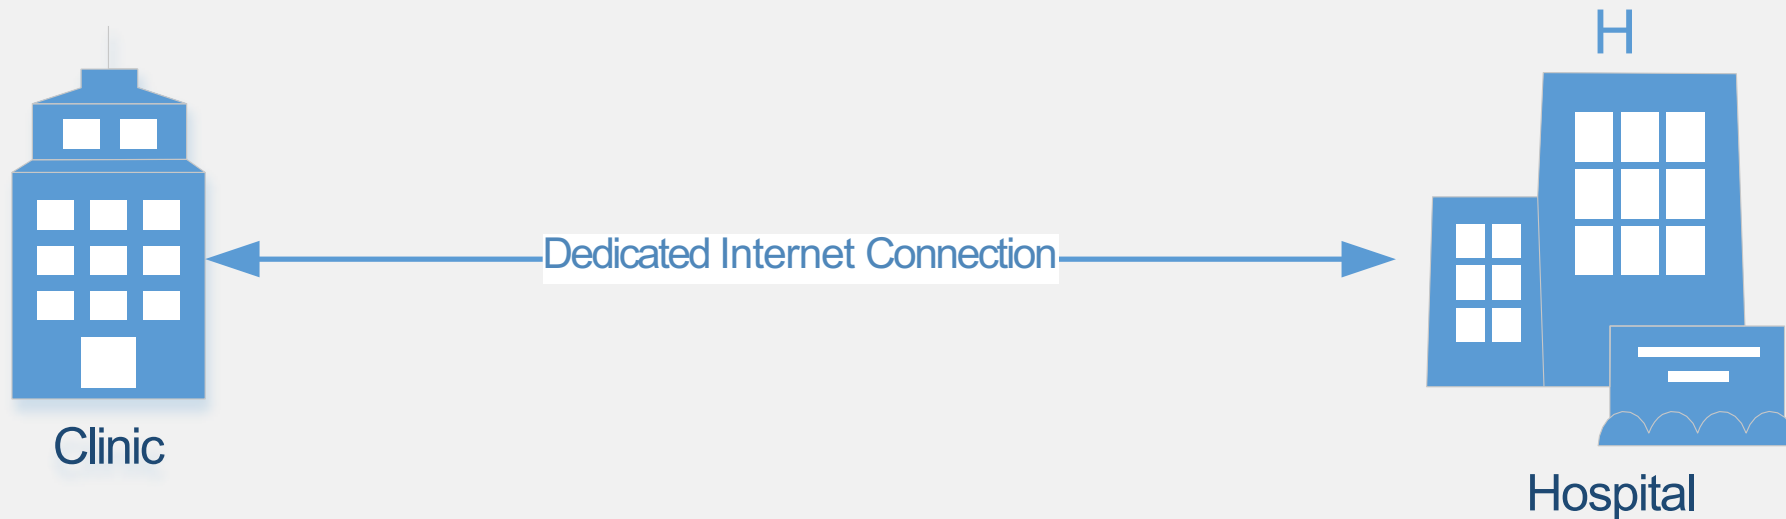 H
Dedicated Internet Connection
Clinic
Hospital